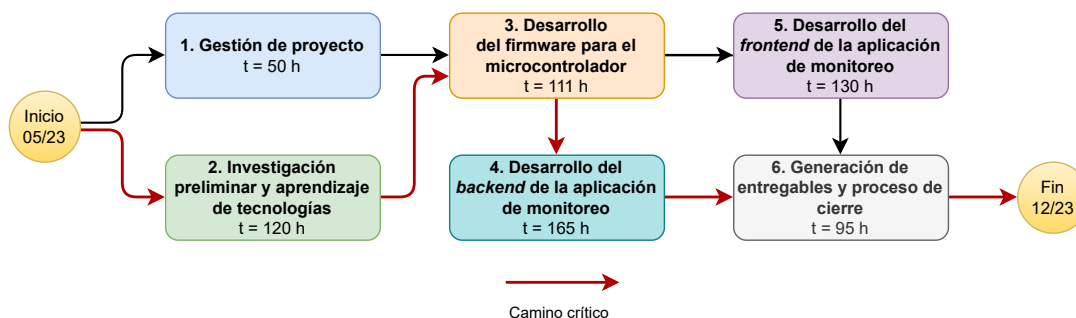 Inicio
05/23
1. Gestión de proyecto
t = 50 h
2. Investigación
preliminar y aprendizaje
de tecnologías
t = 120 h
3. Desarrollo
del firmware para el
microcontrolador
t = 111 h
4. Desarrollo del
backend de la aplicación
de monitoreo
t = 165 h
5. Desarrollo del
frontend de la aplicación
de monitoreo
t = 130 h
6. Generación de
entregables y proceso de
cierre
t = 95 h
Fin
12/23
Camino crítico